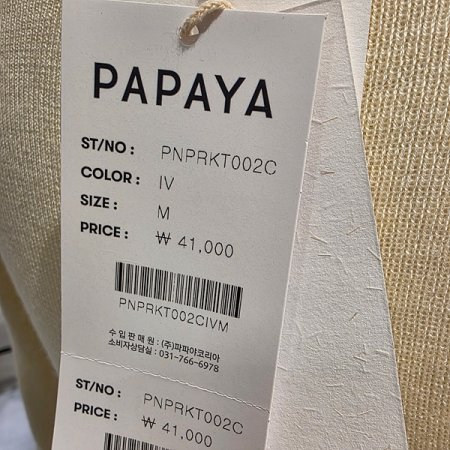 PAPAYA
ST/NO : PNPRKT002C
COLOR : IV
SIZE : M
PRICE : ₩ 41,000
PNPRKT002CIVM
수 입 판 매 원 : (주)파파야코리아
소비자상담실 : 031-766-6978
ST/NO : PNPRKT002C
PRICE : ₩ 41,000